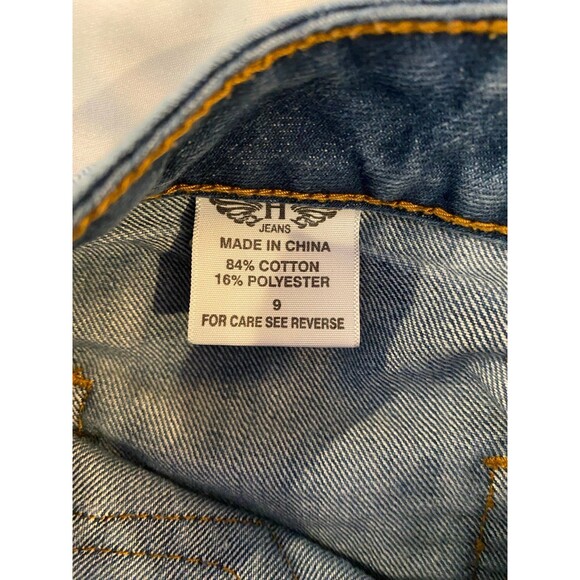 H
JEANS
MADE IN CHINA
84% COTTON
16% POLYESTER
9
FOR CARE SEE REVERSE